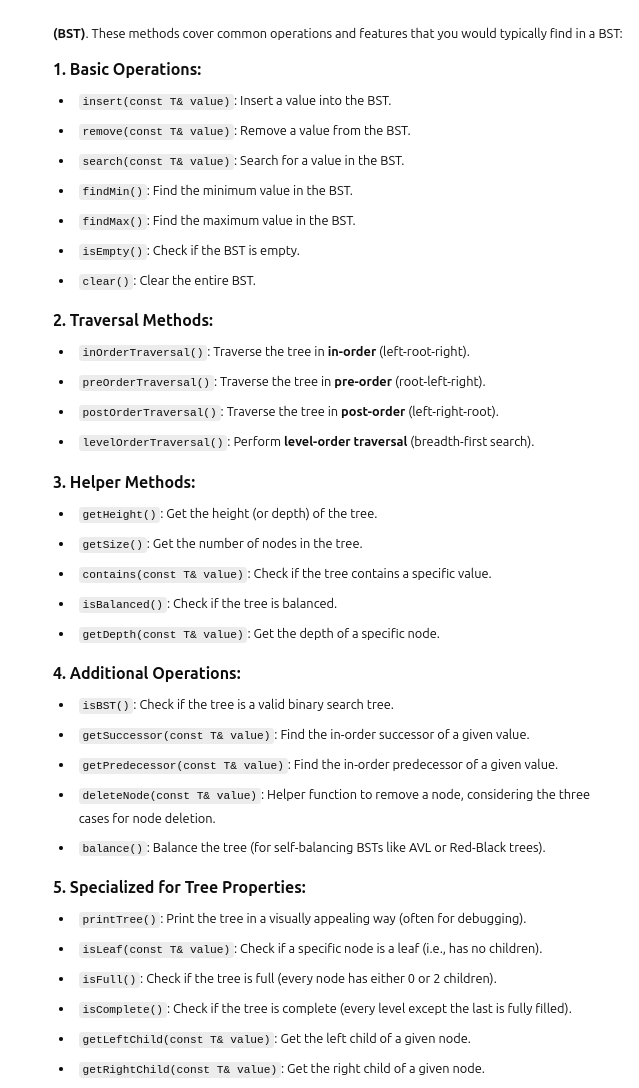 (BST). These methods cover common operations and features that you would typically find in a BST:
1. Basic Operations:
• insert(const T& value): Insert a value into the BST.
• remove(const T& value): Remove a value from the BST.
• search(const T& value): Search for a value in the BST.
• findMin(): Find the minimum value in the BST.
• findMax(): Find the maximum value in the BST.
• isEmpty(): Check if the BST is empty.
• clear(): Clear the entire BST.
2. Traversal Methods:
• inOrderTraversal(): Traverse the tree in in-order (left-root-right).
• preOrderTraversal(): Traverse the tree in pre-order (root-left-right).
• postOrderTraversal(): Traverse the tree in post-order (left-right-root).
• levelOrderTraversal(): Perform level-order traversal (breadth-first search).
3. Helper Methods:
• getHeight(): Get the height (or depth) of the tree.
• getSize(): Get the number of nodes in the tree.
• contains(const T& value): Check if the tree contains a specific value.
• isBalanced(): Check if the tree is balanced.
• getDepth(const T& value): Get the depth of a specific node.
4. Additional Operations:
• isBST(): Check if the tree is a valid binary search tree.
• getSuccessor(const T& value): Find the in-order successor of a given value.
• getPredecessor(const T& value): Find the in-order predecessor of a given value.
• deleteNode(const T& value): Helper function to remove a node, considering the three
cases for node deletion.
• balance(): Balance the tree (for self-balancing BSTs like AVL or Red-Black trees).
5. Specialized for Tree Properties:
• printTree(): Print the tree in a visually appealing way (often for debugging).
• isLeaf(const T& value): Check if a specific node is a leaf (i.e., has no children).
• isFull(): Check if the tree is full (every node has either 0 or 2 children).
• isComplete(): Check if the tree is complete (every level except the last is fully filled).
• getLeftChild(const T& value): Get the left child of a given node.
• getRightChild(const T& value): Get the right child of a given node.